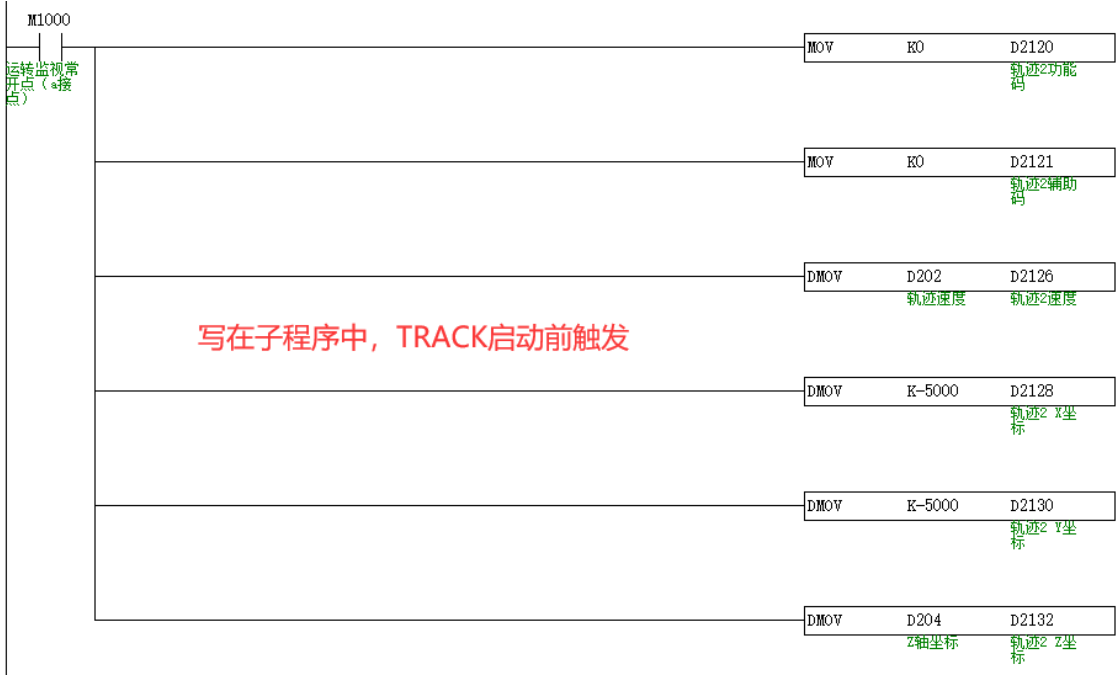 M1000
MOV K0 D2120
运转监视常
开点（a接
点）
轨迹2功能
码
MOV K0 D2121
轨迹2辅助
码
DMOV D202 D2126
轨迹速度 轨迹2速度
写在子程序中，TRACK启动前触发
DMOV K-5000 D2128
轨迹2 X坐
标
DMOV K-5000 D2130
轨迹2 Y坐
标
DMOV D204 D2132
Z轴坐标 轨迹2 Z坐
标